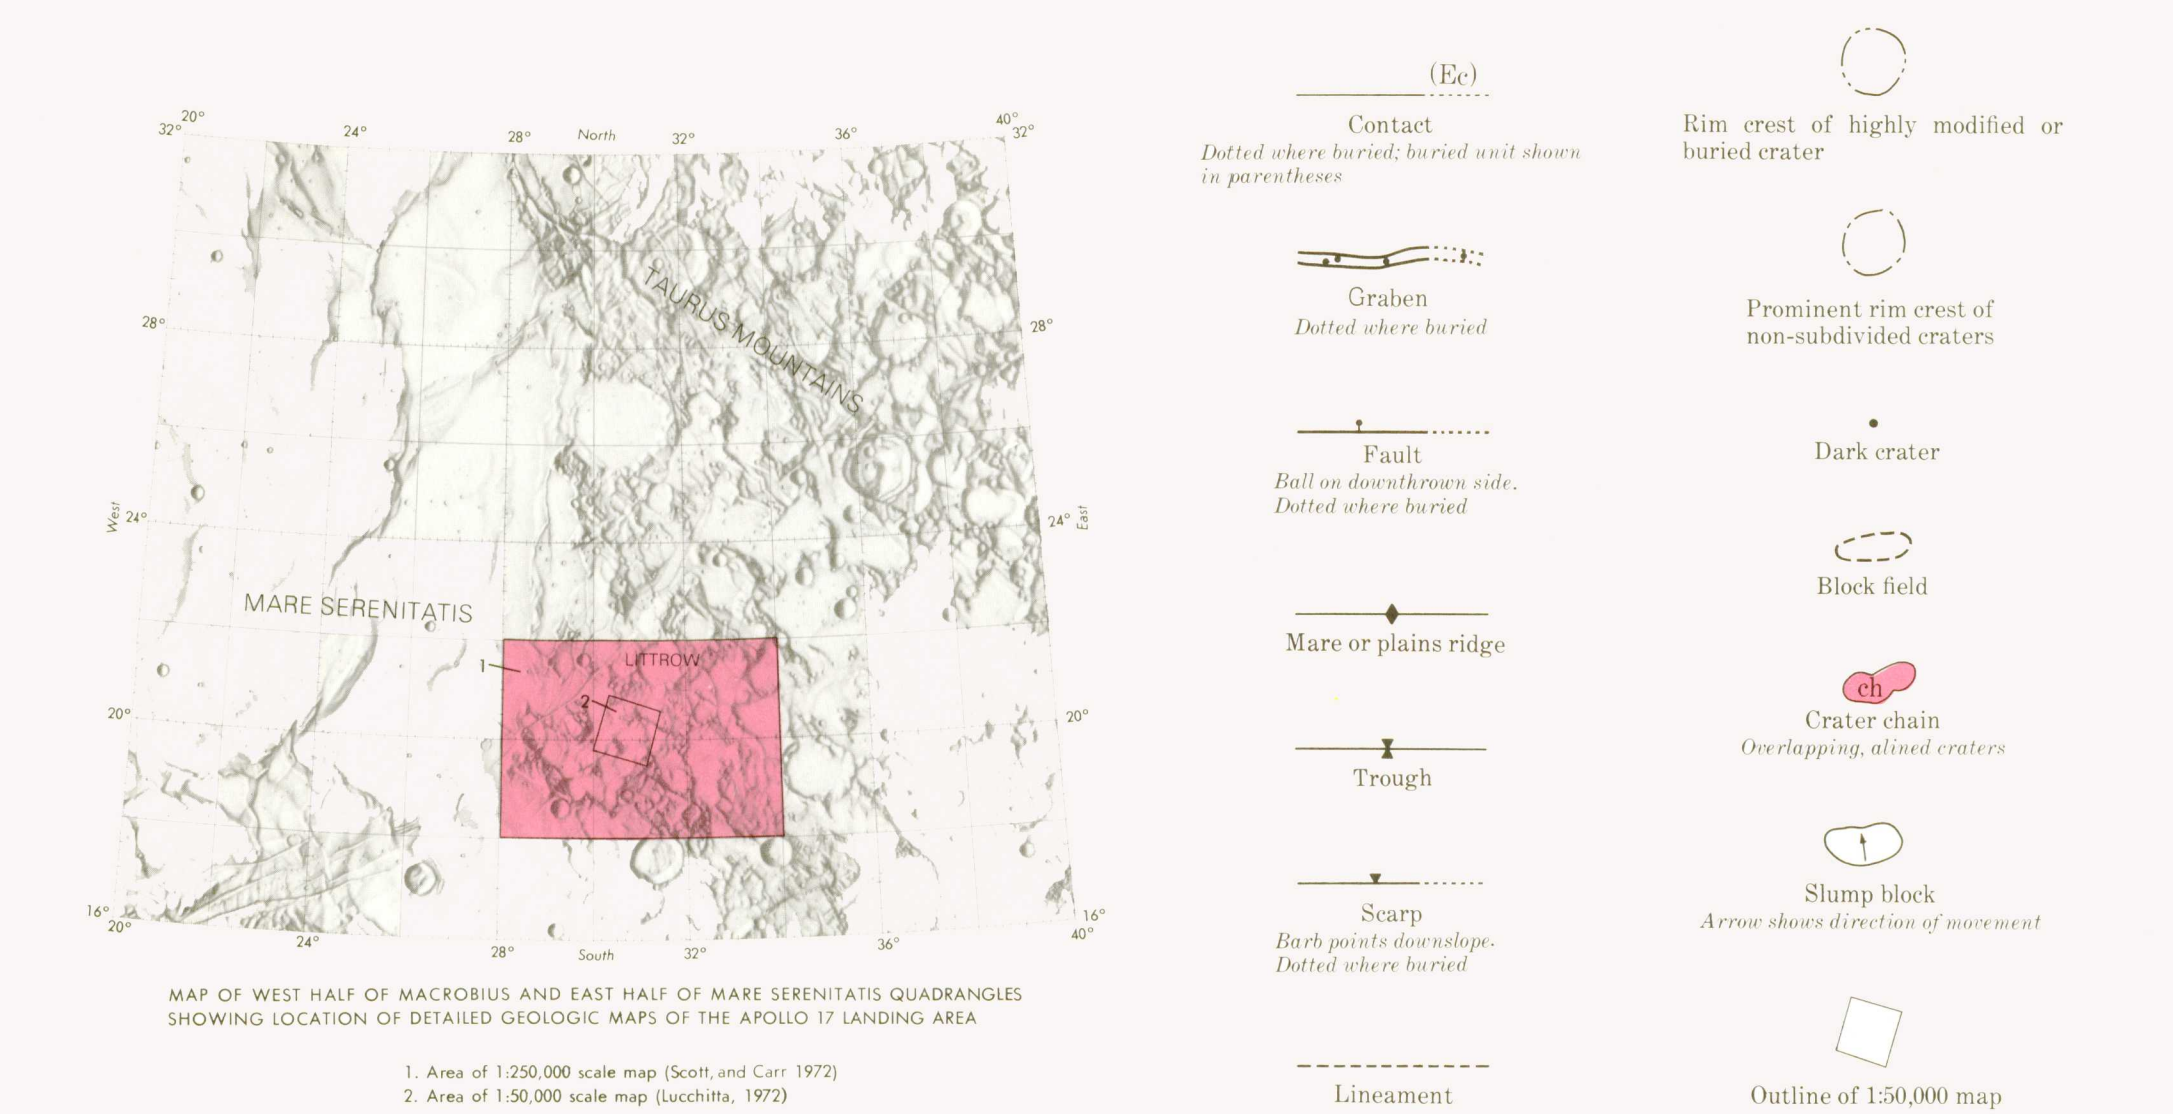 20°
32°
24°
28°
North
32°
36°
40°
32°
TAURUS MOUNTAINS
28°
28°
West
24°
24°
East
MARE SERENITATIS
1
LITTROW
2
20°
20°
16°
20°
24°
28°
South
32°
36°
16°
40°
MAP OF WEST HALF OF MACROBIUS AND EAST HALF OF MARE SERENITATIS QUADRANGLES
SHOWING LOCATION OF DETAILED GEOLOGIC MAPS OF THE APOLLO 17 LANDING AREA
1. Area of 1:250,000 scale map (Scott, and Carr 1972)
2. Area of 1:50,000 scale map (Lucchitta, 1972)
(Ec)
Contact
Dotted where buried; buried unit shown
in parentheses
Graben
Dotted where buried
Fault
Ball on downthrown side.
Dotted where buried
Mare or plains ridge
Trough
Scarp
Barb points downslope.
Dotted where buried
Lineament
Rim crest of highly modified or
buried crater
Prominent rim crest of
non-subdivided craters
Dark crater
Block field
ch
Crater chain
Overlapping, alined craters
Slump block
Arrow shows direction of movement
Outline of 1:50,000 map